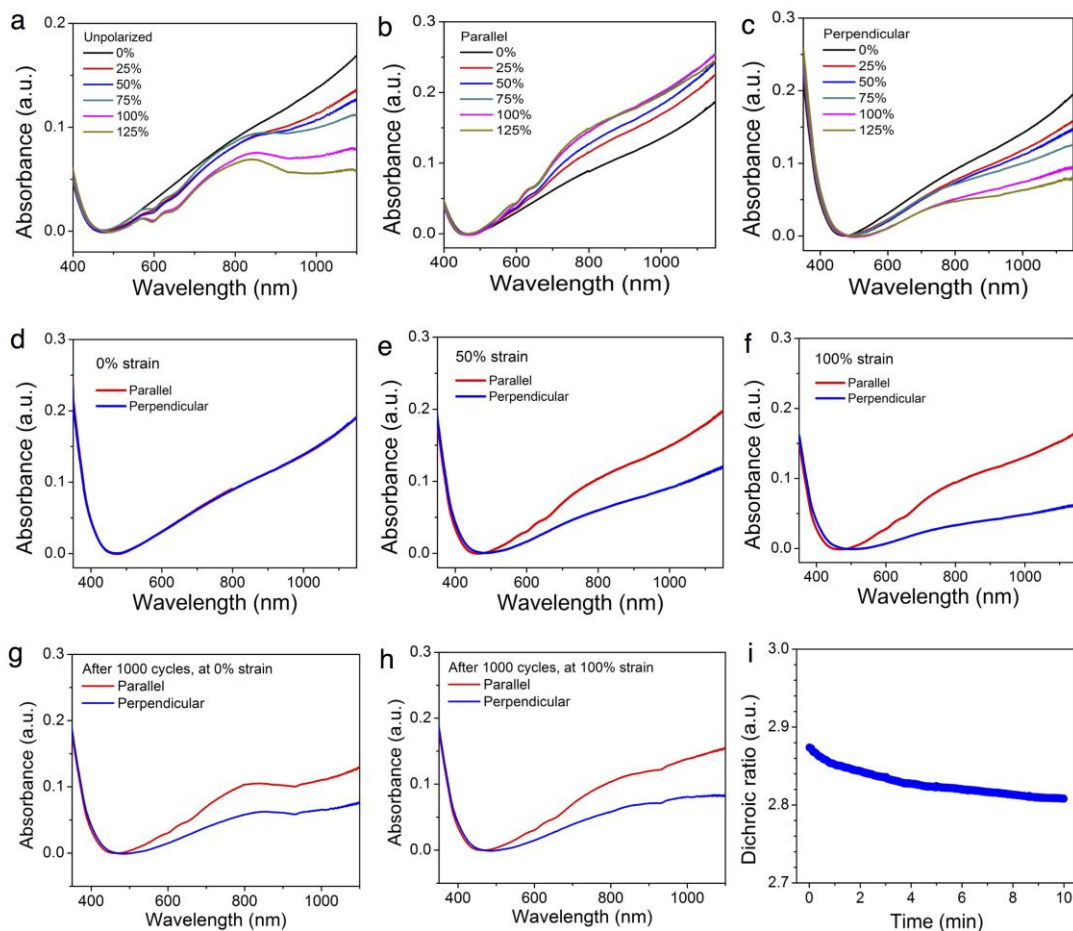 a
Unpolarized
0%
25%
50%
75%
100%
125%
0.2
0.1
0.0
Absorbance (a.u.)
400 600 800 1000
Wavelength (nm)
b
Parallel
0%
25%
50%
75%
100%
125%
0.3
0.2
0.1
0.0
Absorbance (a.u.)
400 500 600 700 800 900 1000 1100
Wavelength (nm)
c
Perpendicular
0%
25%
50%
75%
100%
125%
0.3
0.2
0.1
0.0
Absorbance (a.u.)
400 600 800 1000
Wavelength (nm)
d
0% strain
Parallel
Perpendicular
0.3
0.2
0.1
0.0
Absorbance (a.u.)
400 600 800 1000
Wavelength (nm)
e
50% strain
Parallel
Perpendicular
0.3
0.2
0.1
0.0
Absorbance (a.u.)
400 600 800 1000
Wavelength (nm)
f
100% strain
Parallel
Perpendicular
0.3
0.2
0.1
0.0
Absorbance (a.u.)
400 600 800 1000
Wavelength (nm)
g
After 1000 cycles, at 0% strain
Parallel
Perpendicular
0.3
0.2
0.1
0.0
Absorbance (a.u.)
400 600 800 1000
Wavelength (nm)
h
After 1000 cycles, at 100% strain
Parallel
Perpendicular
0.3
0.2
0.1
0.0
Absorbance (a.u.)
400 600 800 1000
Wavelength (nm)
i
3.0
2.9
2.8
2.7
Dichroic ratio (a.u.)
0 2 4 6 8 10
Time (min)